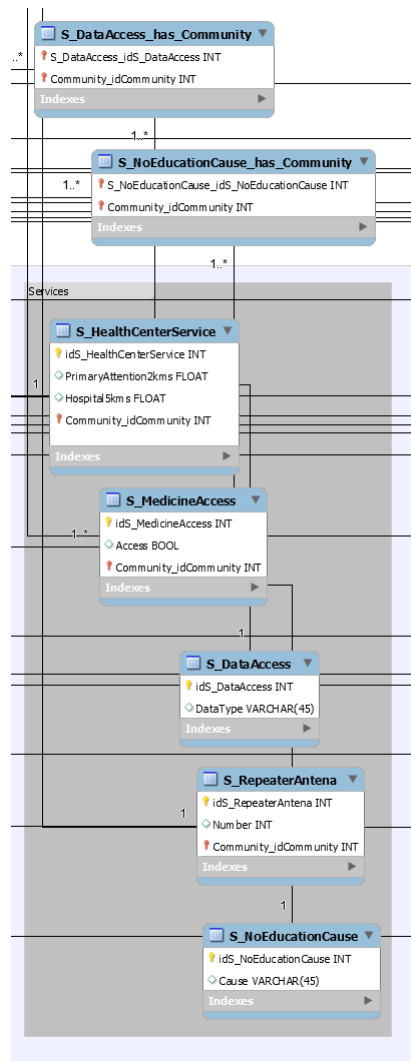 S_DataAccess_has_Community
..*
S_DataAccess_idS_DataAccess INT
Community_idCommunity INT
Indexes
1..*
S_NoEducationCause_has_Community
1..*
S_NoEducationCause_idS_NoEducationCause INT
Community_idCommunity INT
Indexes
1..*
Services
S_HealthCenterService
idS_HealthCenterService INT
PrimaryAttention2kms FLOAT
1
Hospital5kms FLOAT
Community_idCommunity INT
Indexes
S_MedicineAccess
idS_MedicineAccess INT
1..*
Access BOOL
Community_idCommunity INT
Indexes
1
S_DataAccess
idS_DataAccess INT
DataType VARCHAR(45)
Indexes
S_RepeaterAntena
idS_RepeaterAntena INT
1
Number INT
Community_idCommunity INT
Indexes
1
S_NoEducationCause
idS_NoEducationCause INT
Cause VARCHAR(45)
Indexes